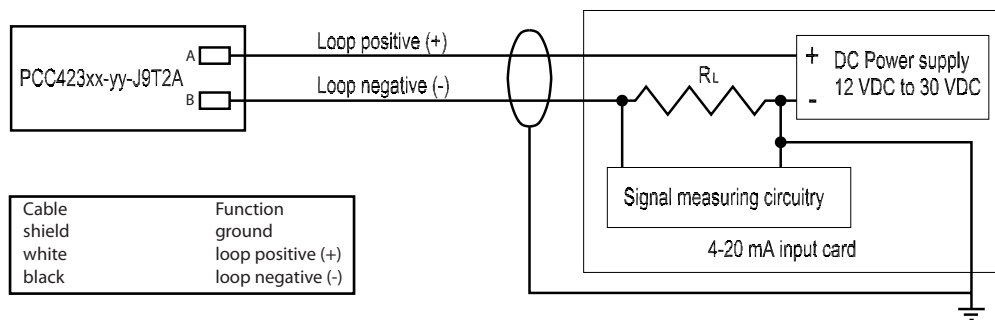 Loop positive (+)
A
PCC423xx-yy-J9T2A
B
Loop negative (-)
+
DC Power supply
12 VDC to 30 VDC
-
RL
Signal measuring circuitry
4-20 mA input card
Cable Function
shield ground
white loop positive (+)
black loop negative (-)